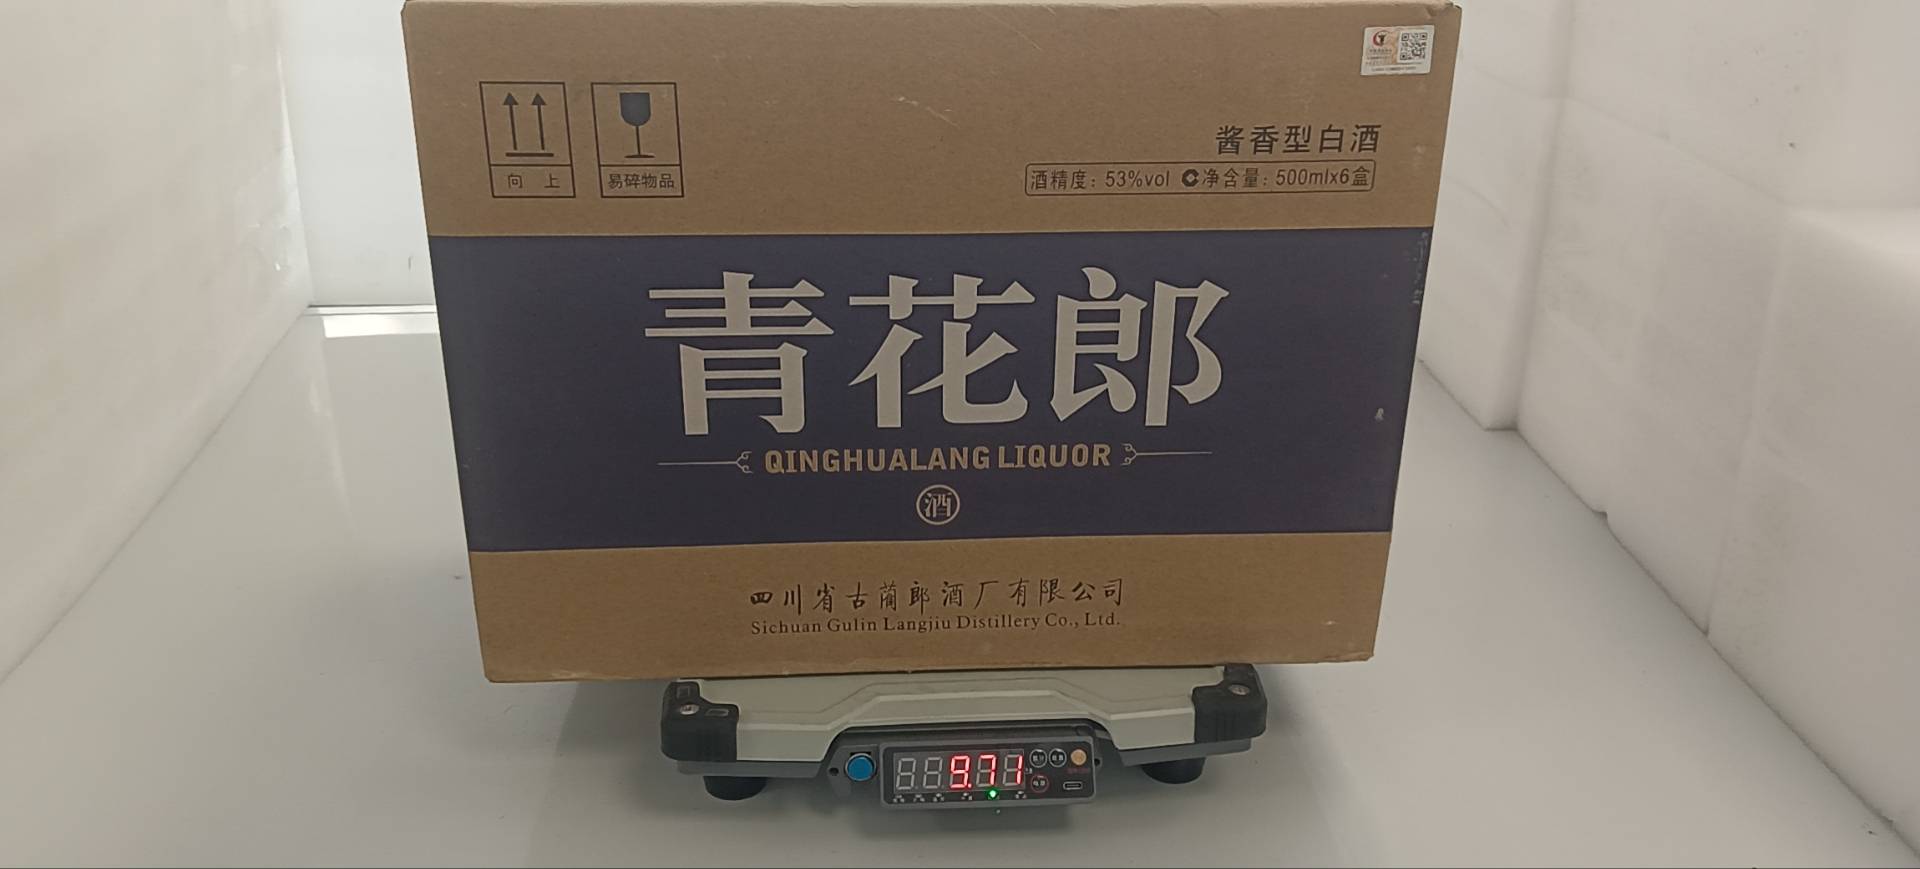 酱香型白酒
酒精度：53%vol 净含量：500mlx6盒
向 上
易碎物品
青花郎
QINGHUALANG LIQUOR
酒
四川省古蔺郎酒厂有限公司
Sichuan Gulin Langjiu Distillery Co., Ltd.
9.71